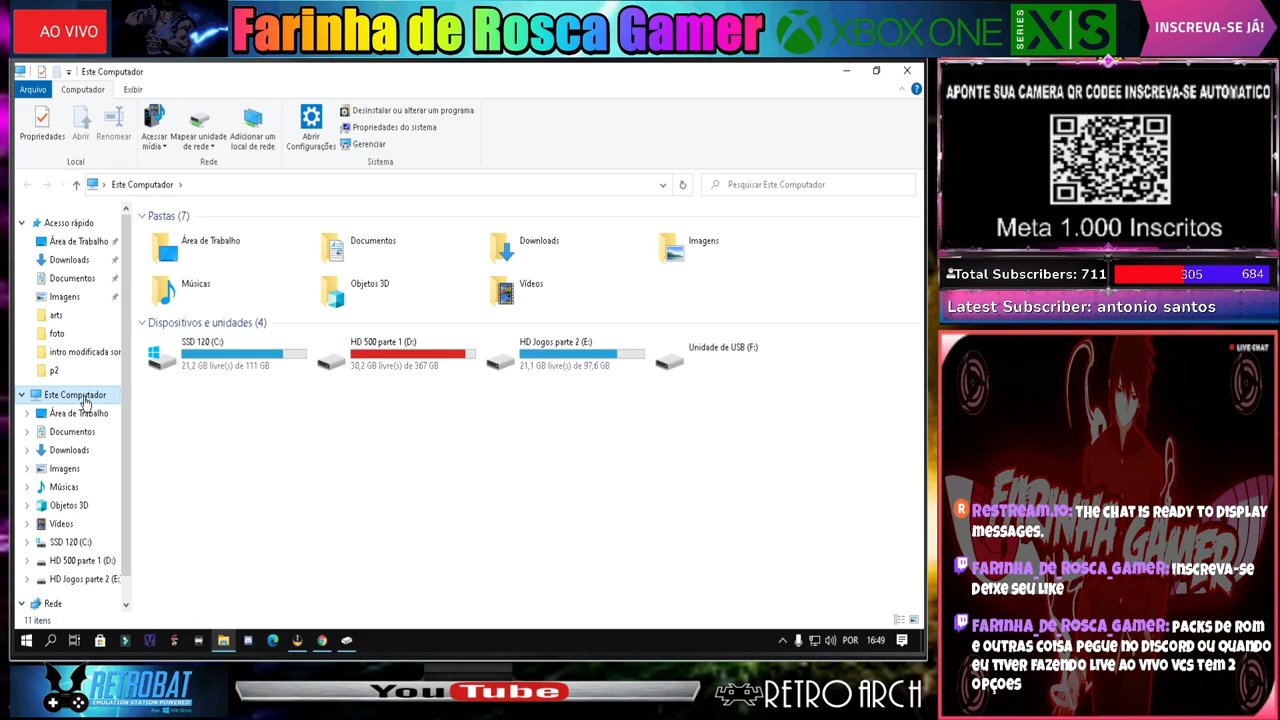 AO VIVO
Farinha de Rosca Gamer
XBOX ONE
SERIES X|S
INSCREVA-SE JÁ!
Este Computador
Arquivo
Computador
Exibir
Propriedades
Abrir
Renomear
Acessar mídia
Mapear unidade de rede
Adicionar um local de rede
Abrir Configurações
Desinstalar ou alterar um programa
Propriedades do sistema
Gerenciar
Local
Rede
Sistema
Este Computador
Pesquisar Este Computador
Acesso rápido
Área de Trabalho
Downloads
Documentos
Imagens
arts
foto
intro modificada sor
p2
Este Computador
Área de Trabalho
Documentos
Downloads
Imagens
Músicas
Objetos 3D
Vídeos
SSD 120 (C:)
HD 500 parte 1 (D:)
HD Jogos parte 2 (E:
Rede
11 itens
Pastas (7)
Área de Trabalho
Documentos
Downloads
Imagens
Músicas
Objetos 3D
Vídeos
Dispositivos e unidades (4)
SSD 120 (C:)
21,2 GB livre(s) de 111 GB
HD 500 parte 1 (D:)
30,2 GB livre(s) de 367 GB
HD Jogos parte 2 (E:)
21,1 GB livre(s) de 97,6 GB
Unidade de USB (F:)
POR
16:49
APONTE SUA CAMERA QR CODEE INSCREVA-SE AUTOMATICO
Meta 1.000 Inscritos
Total Subscribers: 711
305
684
Latest Subscriber: antonio santos
LIVE CHAT
FARINHA GAMER
Restream.io: The chat is ready to display
messages.
Farinha_de_Rosca_Gamer: Inscreva-se
deixe seu like
Farinha_de_Rosca_Gamer: Packs de rom
e outras coisa pegue no discord ou quando
eu tiver fazendo live ao vivo vcs tem 2
opçoes
RETROBAT
EMULATION STATION POWERED
For Windows
YouTube
RETROARCH